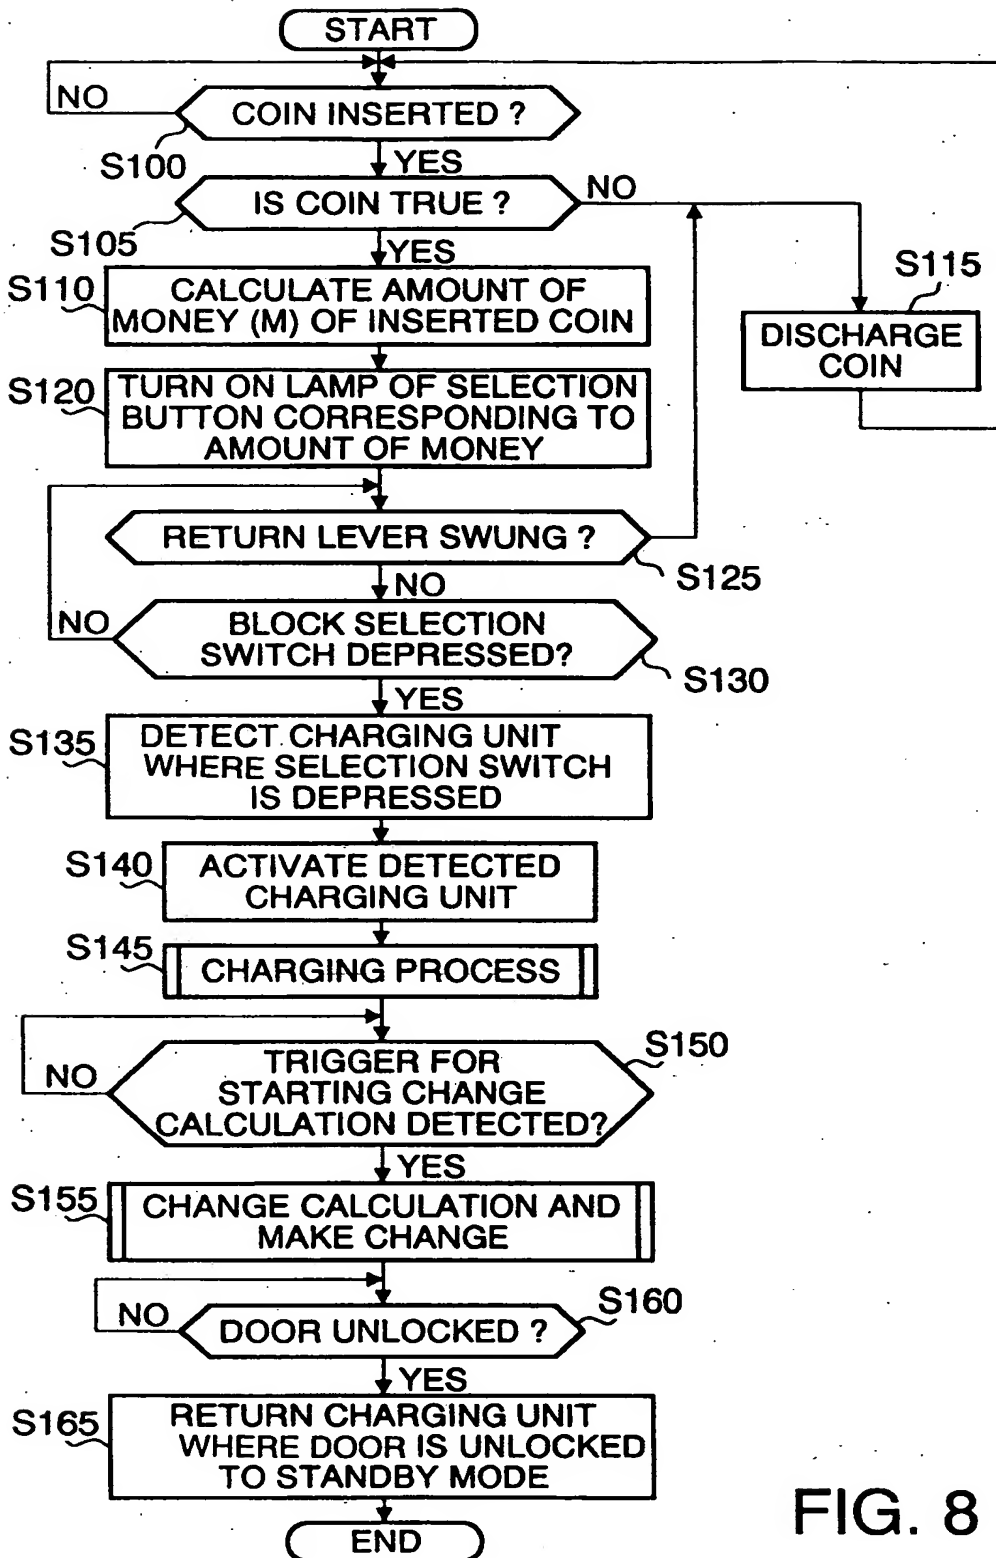 START
NO
COIN INSERTED ?
S100
YES
IS COIN TRUE ?
NO
S105
YES
S110
CALCULATE AMOUNT OF
MONEY (M) OF INSERTED COIN
S115
DISCHARGE
COIN
S120
TURN ON LAMP OF SELECTION
BUTTON CORRESPONDING TO
AMOUNT OF MONEY
RETURN LEVER SWUNG ?
S125
NO
NO
BLOCK SELECTION
SWITCH DEPRESSED?
S130
YES
S135
DETECT CHARGING UNIT
WHERE SELECTION SWITCH
IS DEPRESSED
S140
ACTIVATE DETECTED
CHARGING UNIT
S145
CHARGING PROCESS
S150
NO
TRIGGER FOR
STARTING CHANGE
CALCULATION DETECTED?
YES
S155
CHANGE CALCULATION AND
MAKE CHANGE
NO
DOOR UNLOCKED ?
S160
YES
S165
RETURN CHARGING UNIT
WHERE DOOR IS UNLOCKED
TO STANDBY MODE
END
FIG. 8